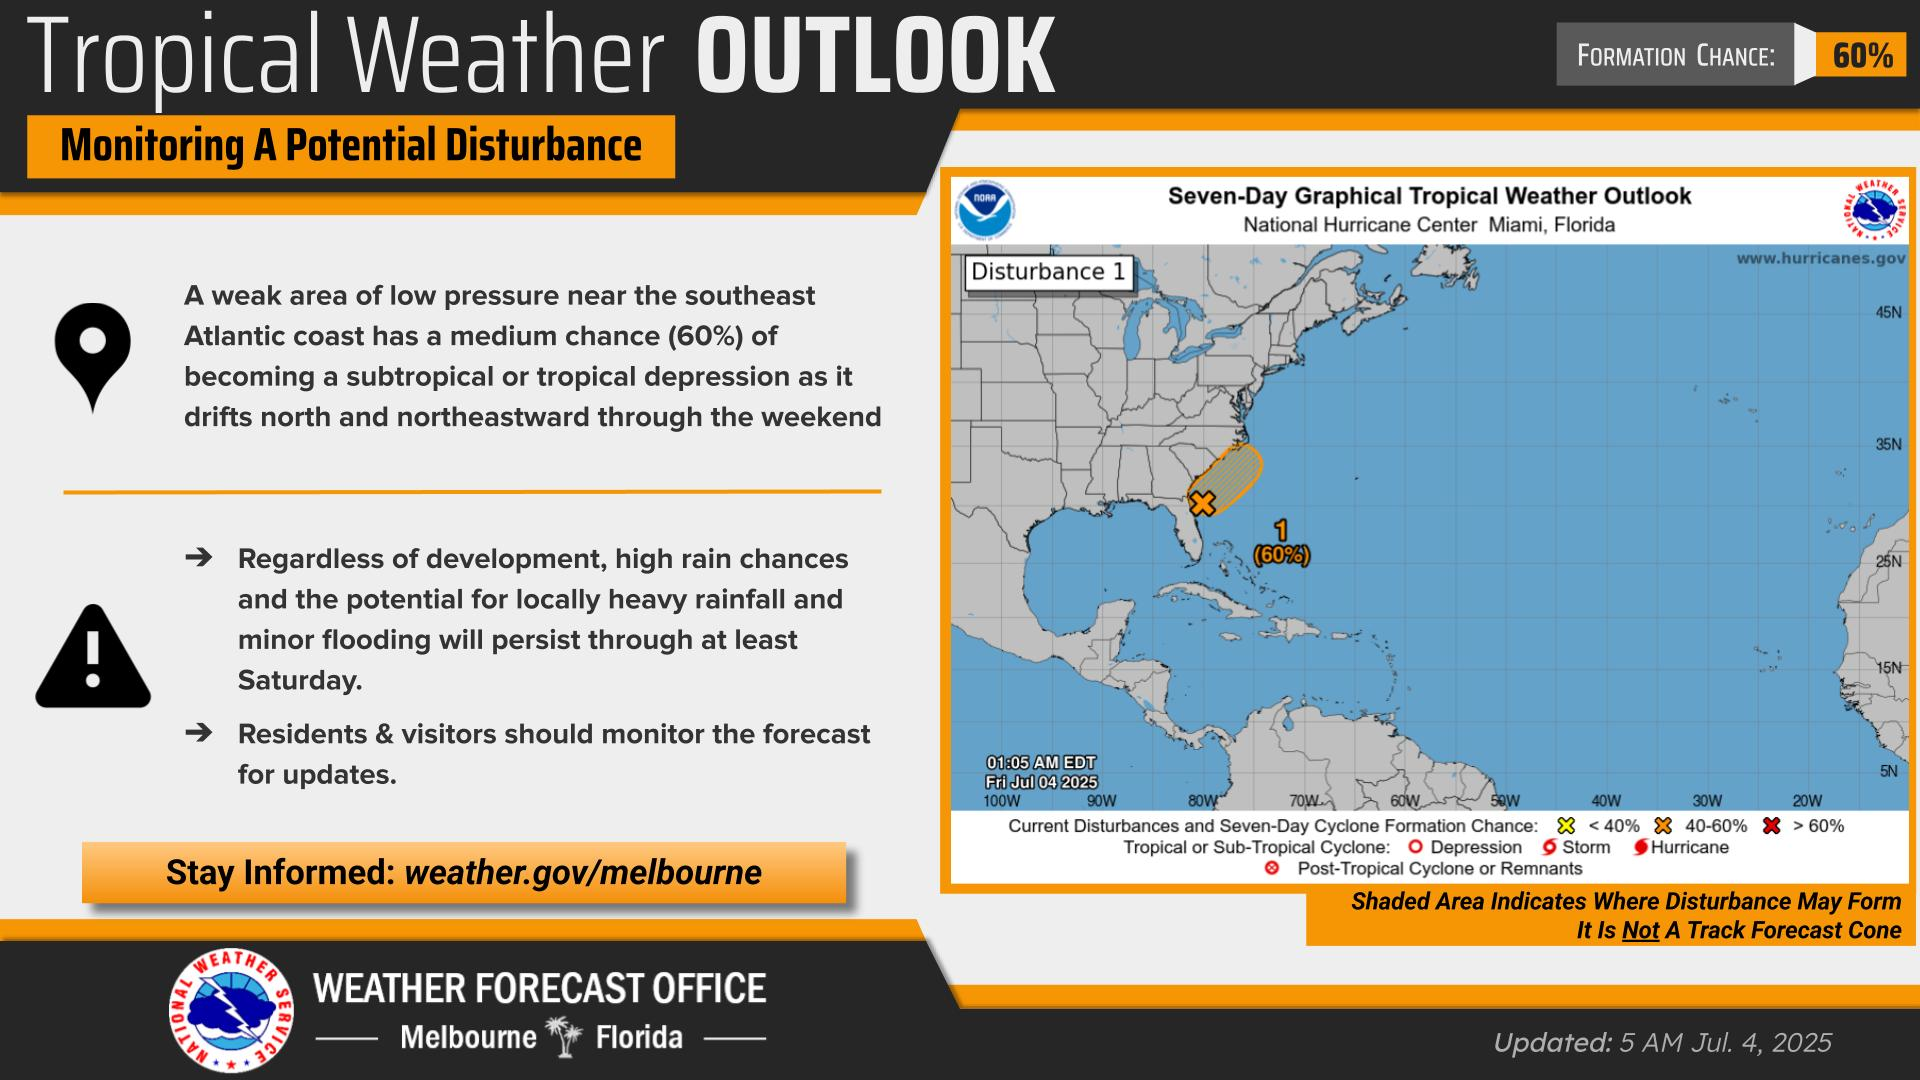 Tropical Weather OUTLOOK
FORMATION CHANCE:
60%
Monitoring A Potential Disturbance
A weak area of low pressure near the southeast
Atlantic coast has a medium chance (60%) of
becoming a subtropical or tropical depression as it
drifts north and northeastward through the weekend
➔ Regardless of development, high rain chances
and the potential for locally heavy rainfall and
minor flooding will persist through at least
Saturday.
➔ Residents & visitors should monitor the forecast
for updates.
Stay Informed: weather.gov/melbourne
NOAA
Seven-Day Graphical Tropical Weather Outlook
National Hurricane Center Miami, Florida
NATIONAL WEATHER SERVICE
www.hurricanes.gov
Disturbance 1
45N
35N
25N
15N
5N
1
(60%)
01:05 AM EDT
Fri Jul 04 2025
100W 90W 80W 70W 60W 50W 40W 30W 20W
Current Disturbances and Seven-Day Cyclone Formation Chance: < 40% 40-60% > 60%
Tropical or Sub-Tropical Cyclone: Depression Storm Hurricane
Post-Tropical Cyclone or Remnants
Shaded Area Indicates Where Disturbance May Form
It Is Not A Track Forecast Cone
NATIONAL WEATHER SERVICE
WEATHER FORECAST OFFICE
Melbourne Florida
Updated: 5 AM Jul. 4, 2025